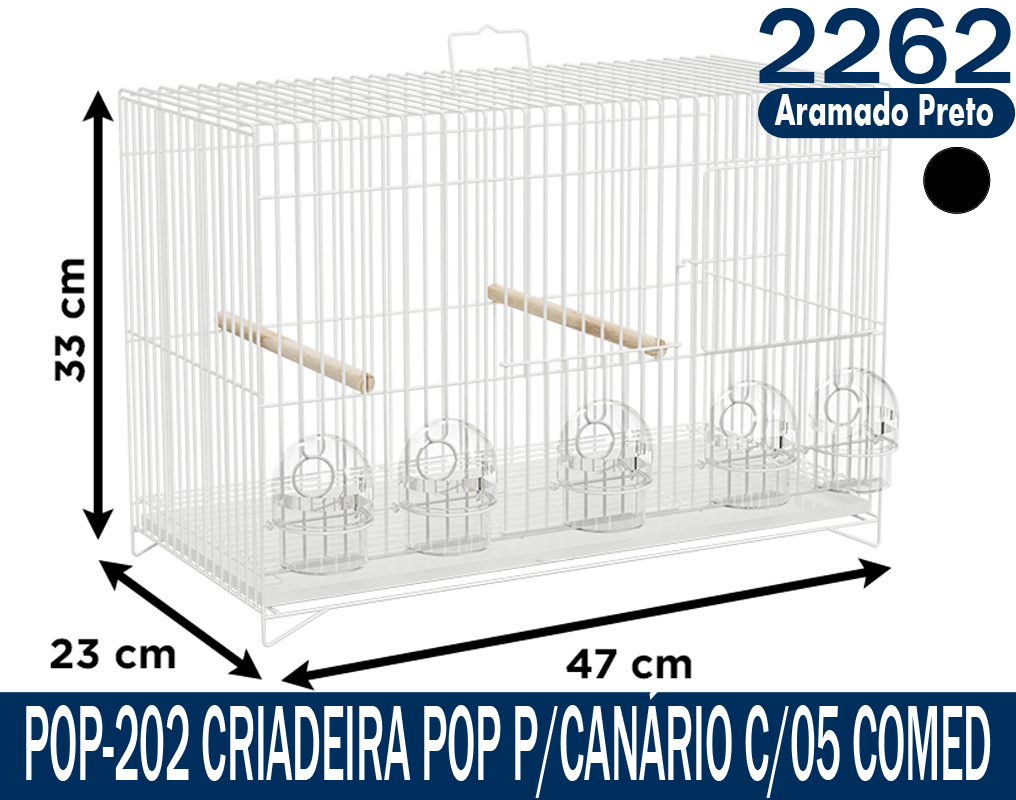 2262
Aramado Preto
33 cm
23 cm
47 cm
POP-202 CRIADEIRA POP P/CANÁRIO C/05 COMED